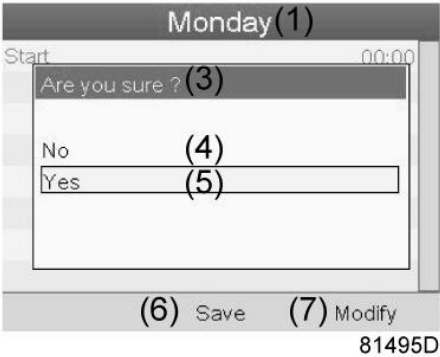 Monday(1)
Start 00:00
Are you sure ?(3)
No (4)
Yes (5)
(6) Save (7) Modify
81495D